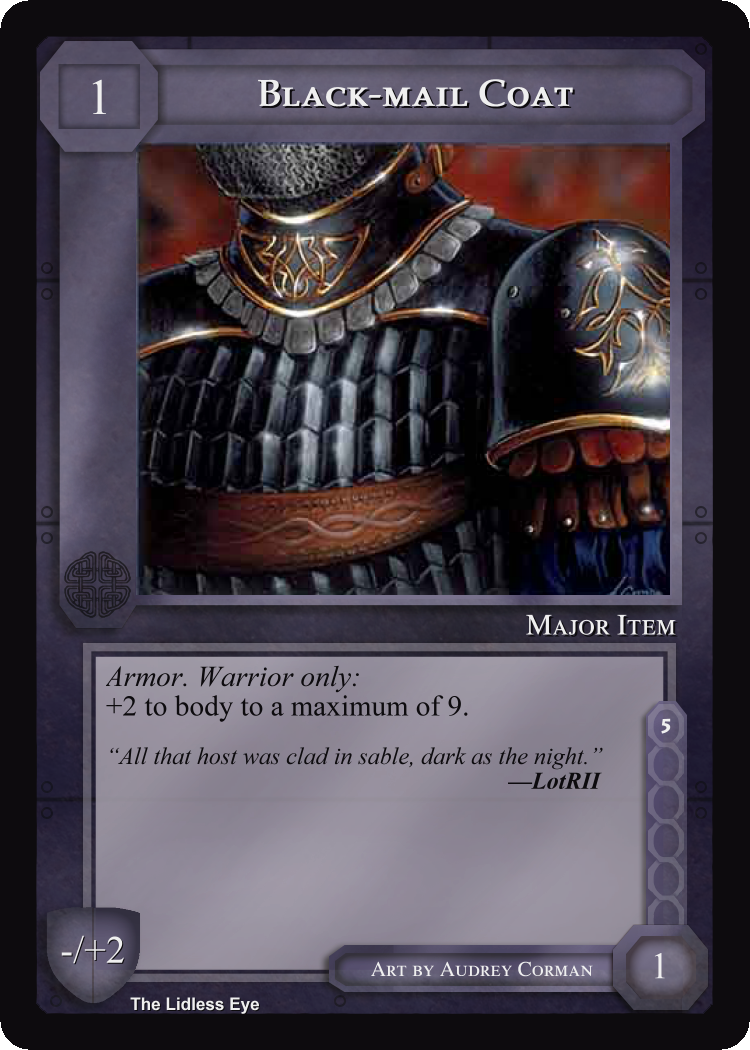 1
Black-mail Coat
Major Item
Armor. Warrior only:
+2 to body to a maximum of 9.
“All that host was clad in sable, dark as the night.”
—LotRII
5
-/+2
Art by Audrey Corman
1
The Lidless Eye